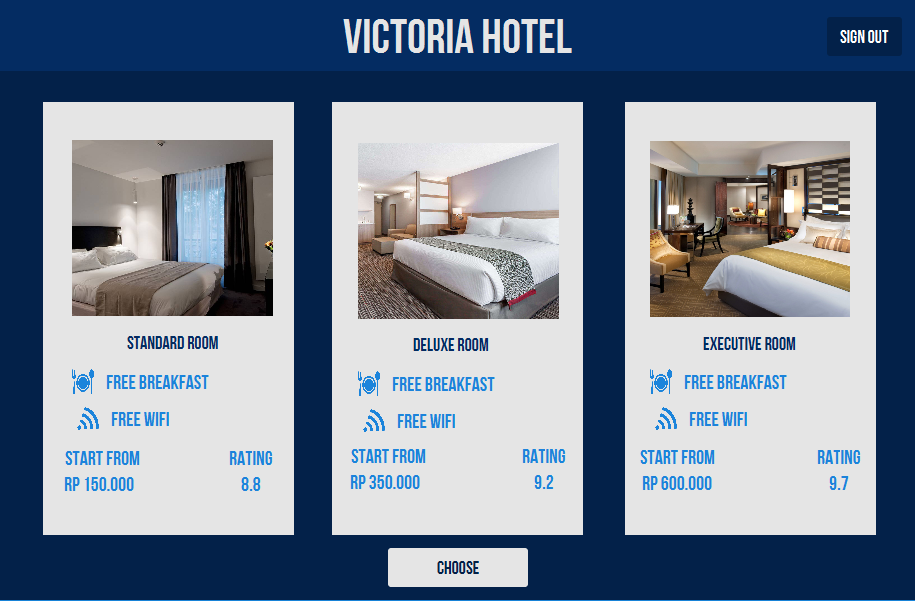 VICTORIA HOTEL
SIGN OUT
STANDARD ROOM
FREE BREAKFAST
FREE WIFI
START FROM
RATING
RP 150.000
8.8
DELUXE ROOM
FREE BREAKFAST
FREE WIFI
START FROM
RATING
RP 350.000
9.2
EXECUTIVE ROOM
FREE BREAKFAST
FREE WIFI
START FROM
RATING
RP 600.000
9.7
CHOOSE